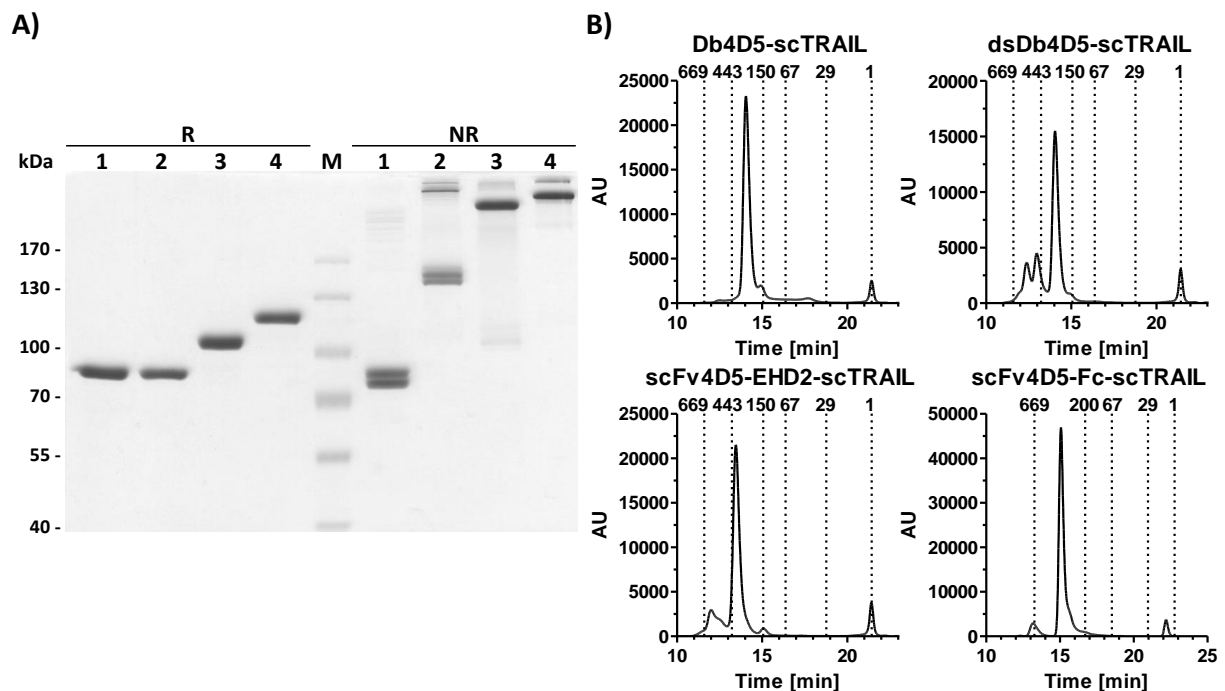 A)
R NR
kDa 1 2 3 4 M 1 2 3 4
170 -
130 -
100 -
70 -
55 -
40 -
B)
Db4D5-scTRAIL
669 443 150 67 29 1
25000
20000
15000
10000
5000
0
AU
10 15 20
Time [min]
dsDb4D5-scTRAIL
669 443 150 67 29 1
20000
15000
10000
5000
0
AU
10 15 20
Time [min]
scFv4D5-EHD2-scTRAIL
669 443 150 67 29 1
25000
20000
15000
10000
5000
0
AU
10 15 20
Time [min]
scFv4D5-Fc-scTRAIL
669 200 67 29 1
50000
40000
30000
20000
10000
0
AU
10 15 20 25
Time [min]